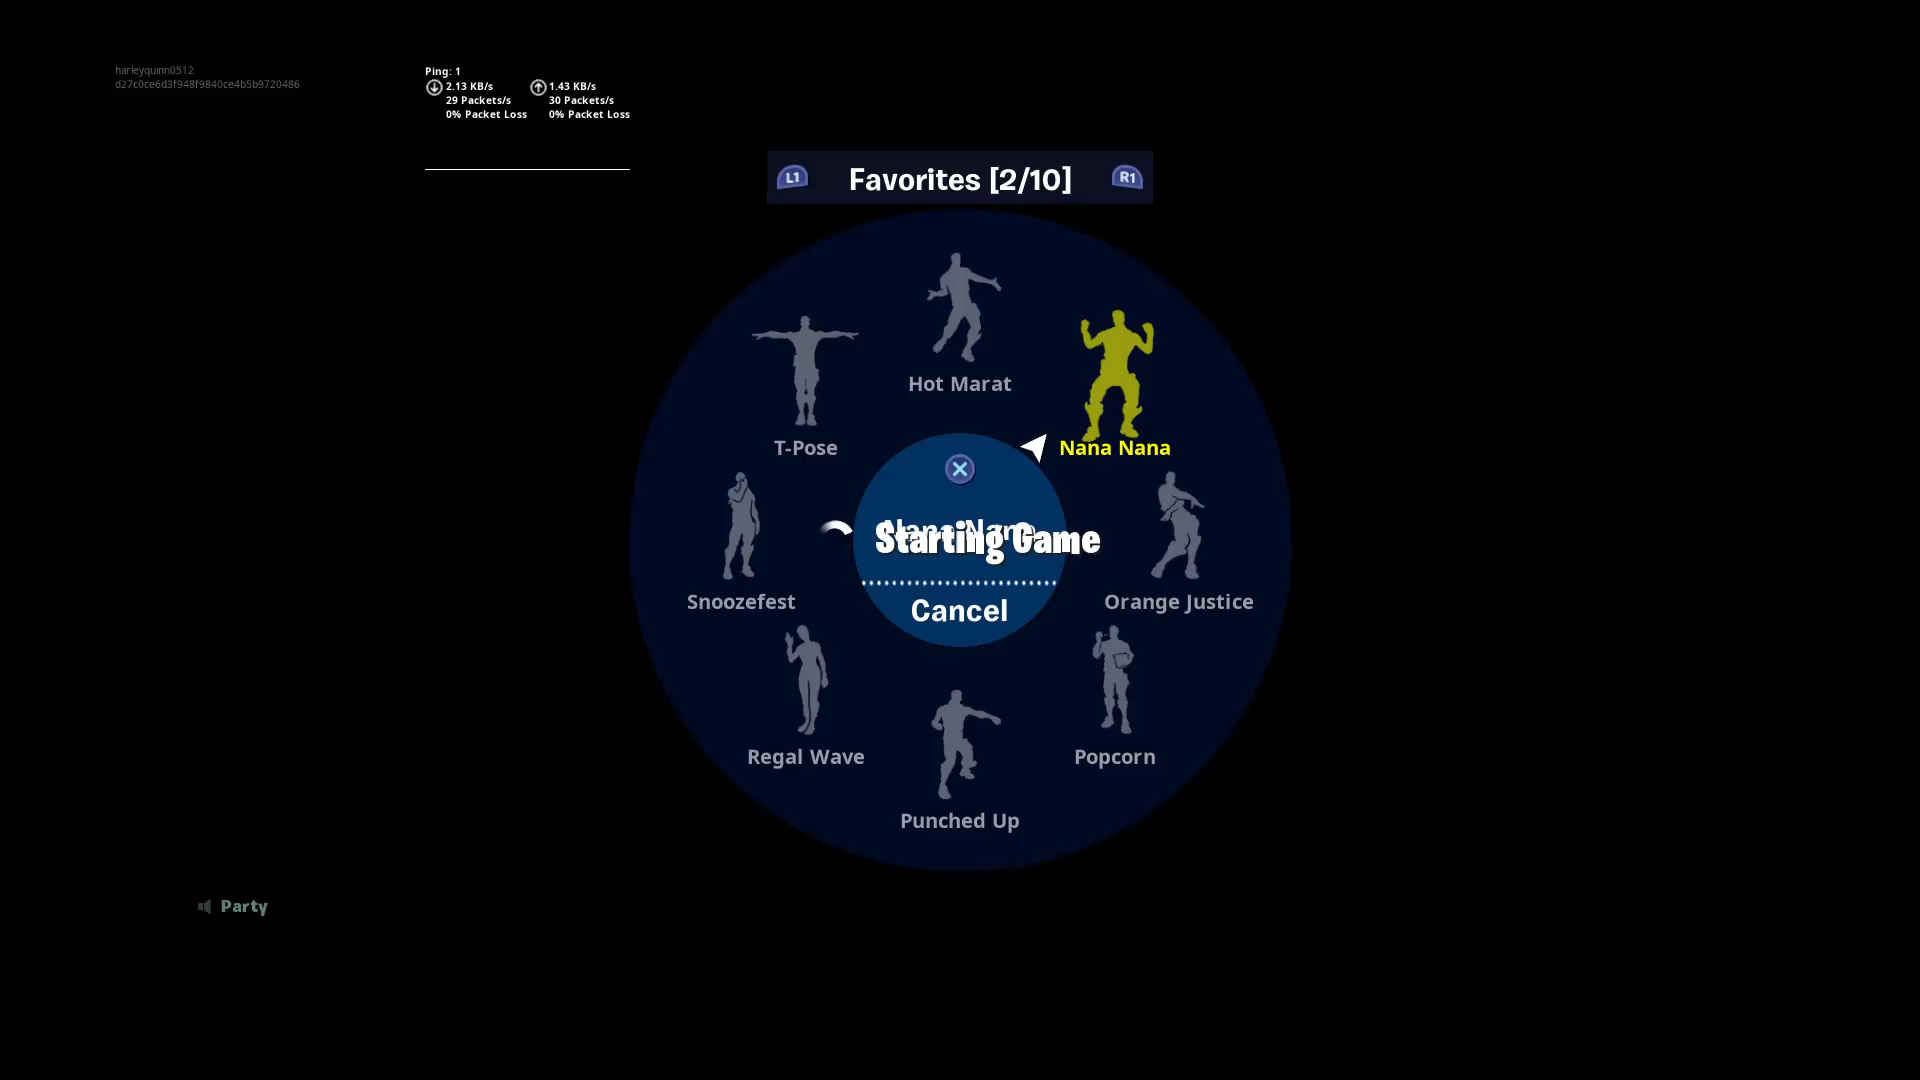 harleyquinn0512
d27c0ce6d3f948f9840ce4b5b9720486
Ping: 1
2.13 KB/s
1.43 KB/s
29 Packets/s
30 Packets/s
0% Packet Loss
0% Packet Loss
L1
Favorites [2/10]
R1
Hot Marat
T-Pose
Nana Nana
Nana Nana
Starting Game
Cancel
Snoozefest
Orange Justice
Regal Wave
Popcorn
Punched Up
Party